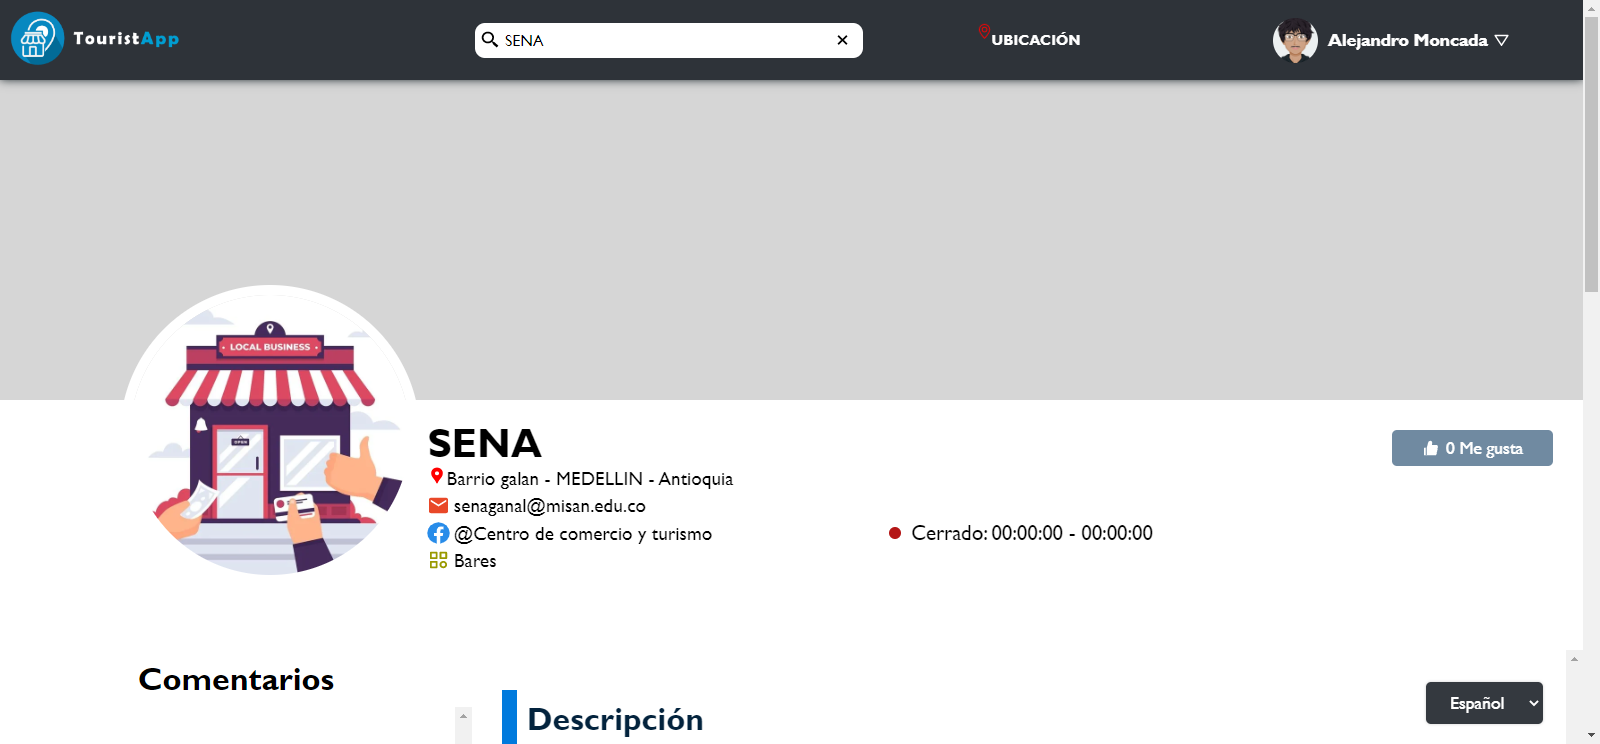 TouristApp
SENA
UBICACIÓN
Alejandro Moncada
LOCAL BUSINESS
OPEN
SENA
Barrio galan - MEDELLIN - Antioquia
senaganal@misan.edu.co
@Centro de comercio y turismo
Bares
Cerrado: 00:00:00 - 00:00:00
0 Me gusta
Comentarios
Descripción
Español